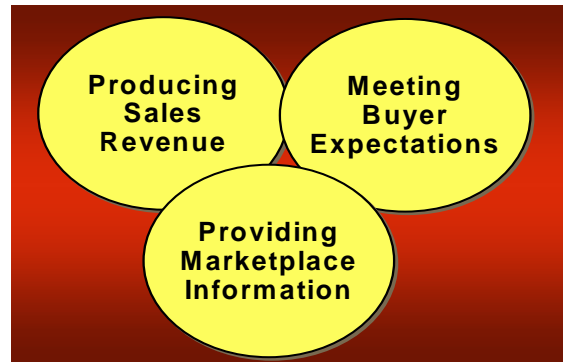 Producing
Sales
Revenue
Meeting
Buyer
Expectations
Providing
Marketplace
Information